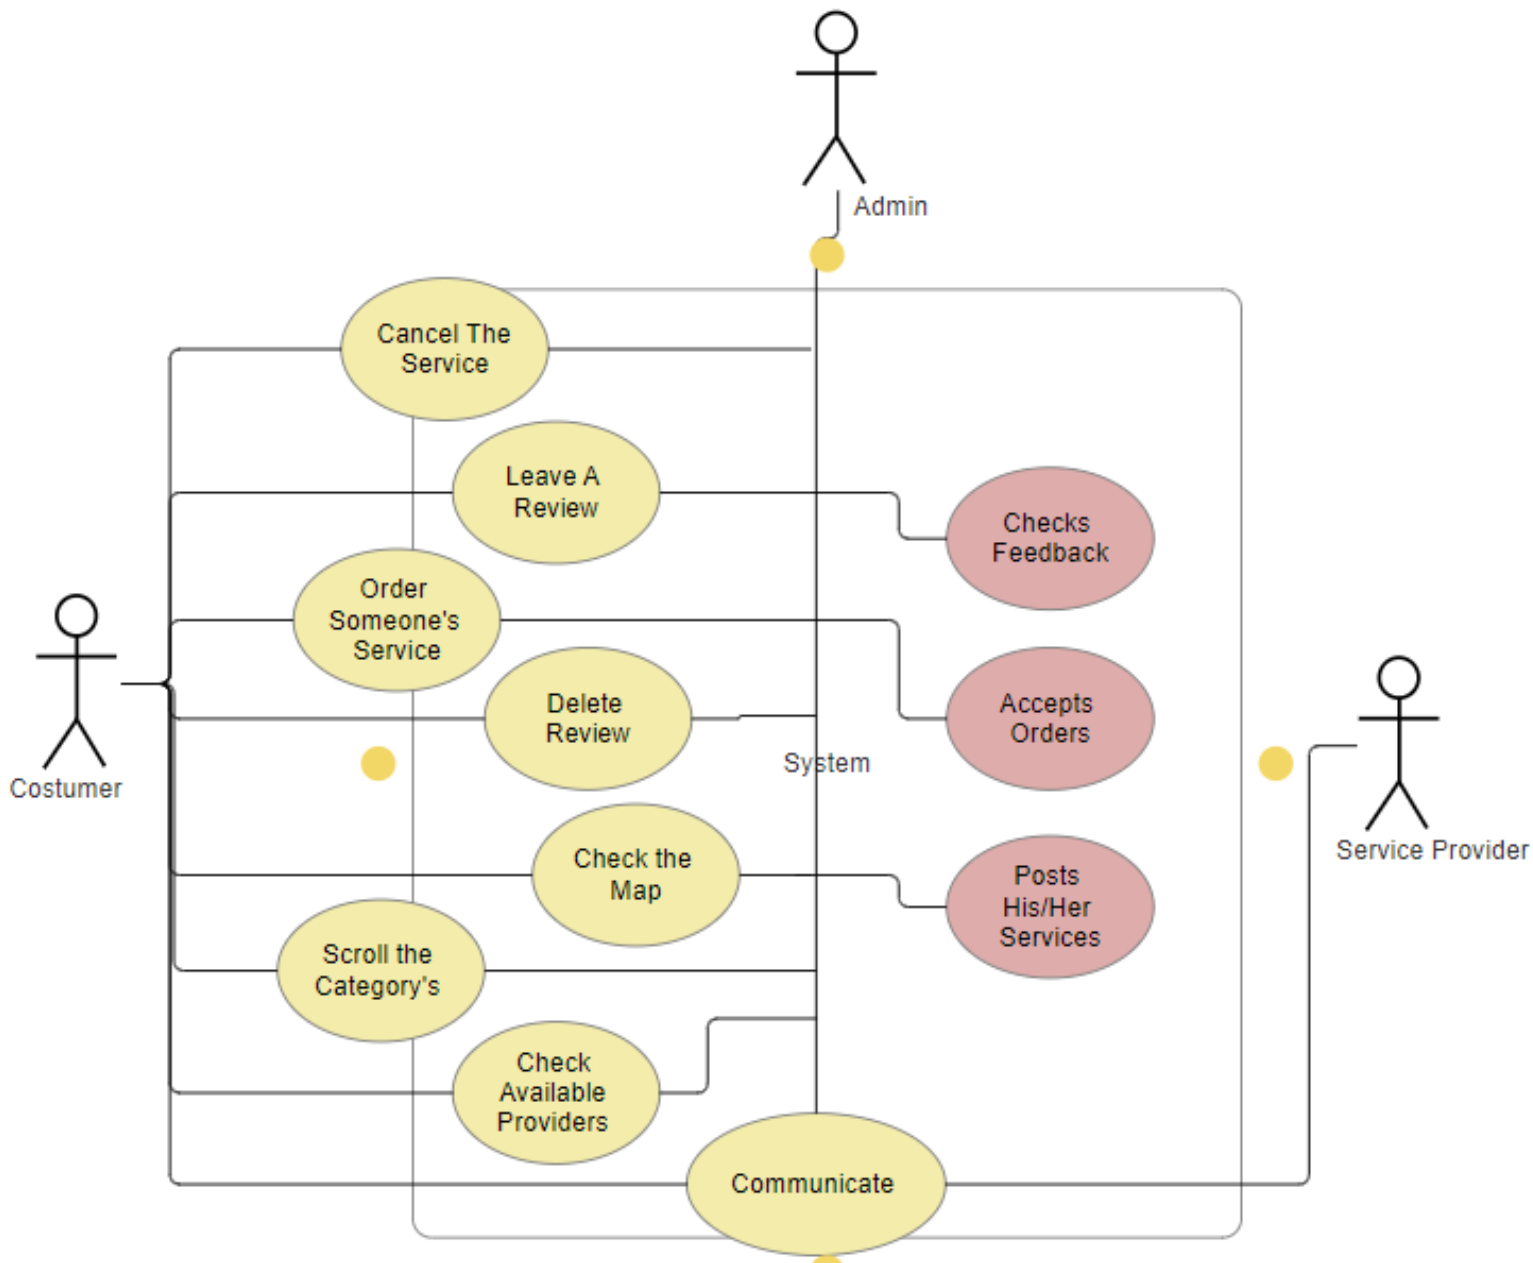 Admin
Cancel The
Service
Leave A
Review
Checks
Feedback
Order
Someone's
Service
Delete
Review
Accepts
Orders
System
Costumer
Service Provider
Check the
Map
Posts
His/Her
Services
Scroll the
Category's
Check
Available
Providers
Communicate